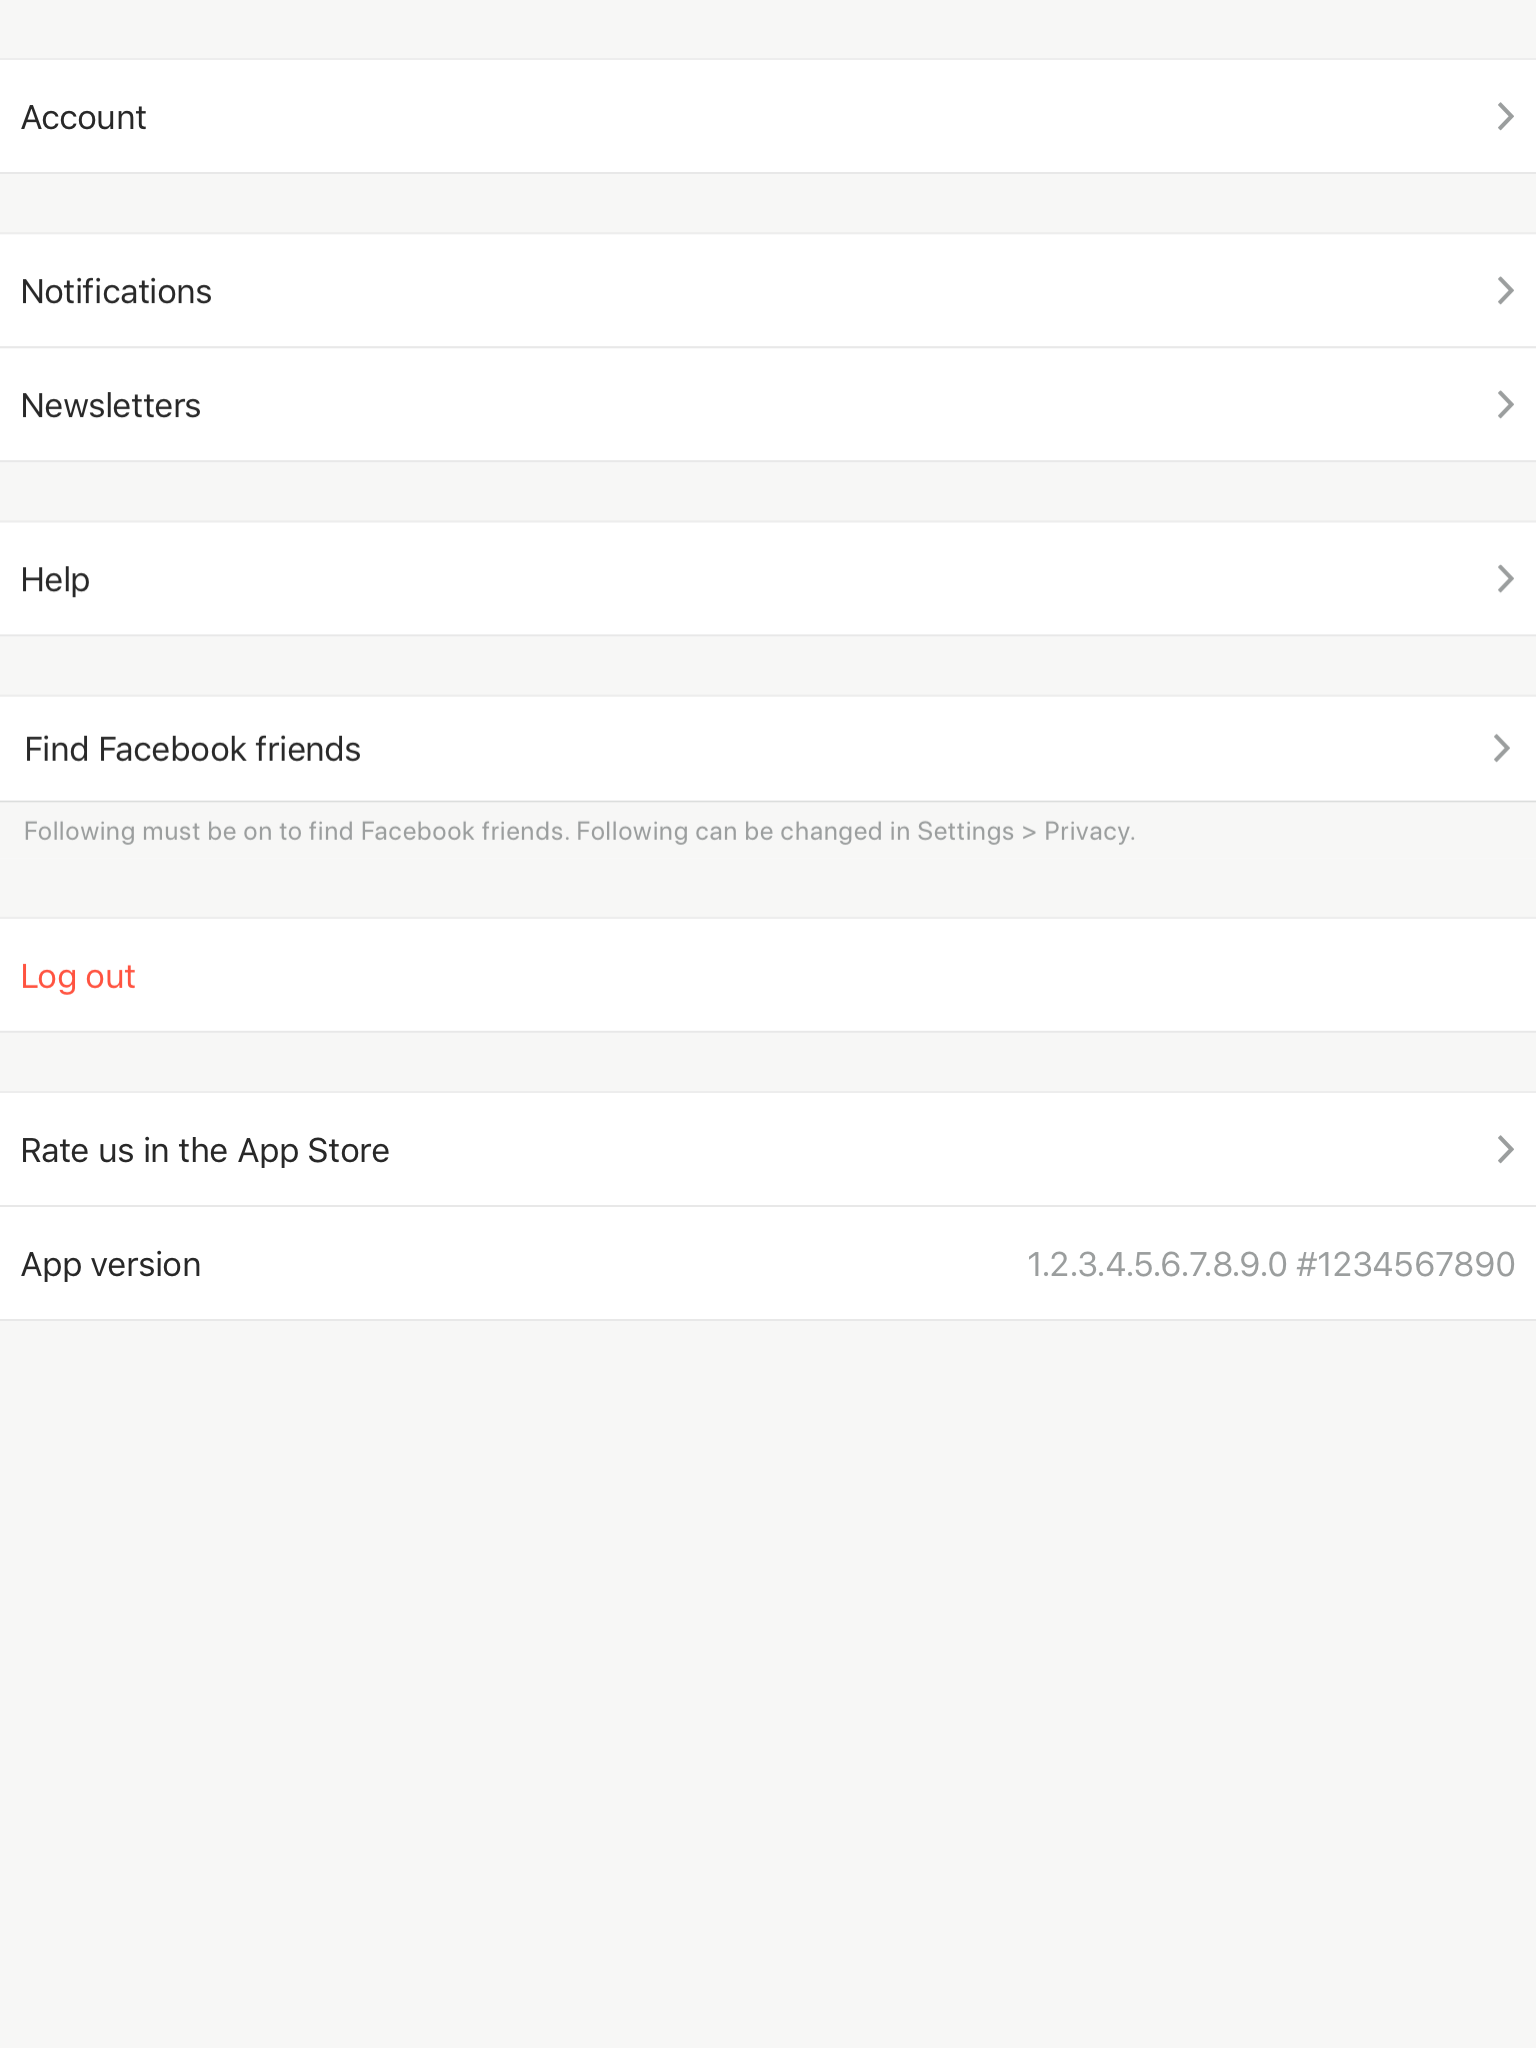 Account
Notifications
Newsletters
Help
Find Facebook friends
Following must be on to find Facebook friends. Following can be changed in Settings > Privacy.
Log out
Rate us in the App Store
App version 1.2.3.4.5.6.7.8.9.0 #1234567890